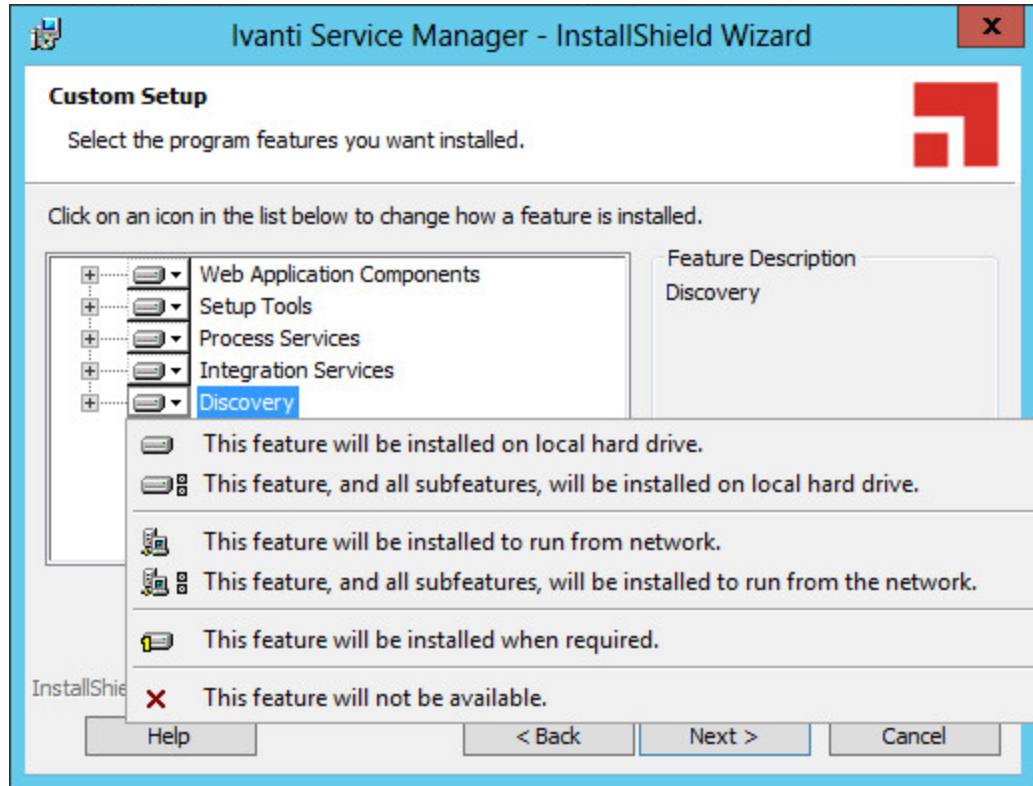 Ivanti Service Manager - InstallShield Wizard
Custom Setup
Select the program features you want installed.
Click on an icon in the list below to change how a feature is installed.
Web Application Components
Setup Tools
Process Services
Integration Services
Discovery
Feature Description
Discovery
This feature will be installed on local hard drive.
This feature, and all subfeatures, will be installed on local hard drive.
This feature will be installed to run from network.
This feature, and all subfeatures, will be installed to run from the network.
This feature will be installed when required.
This feature will not be available.
InstallShie
Help
< Back
Next >
Cancel